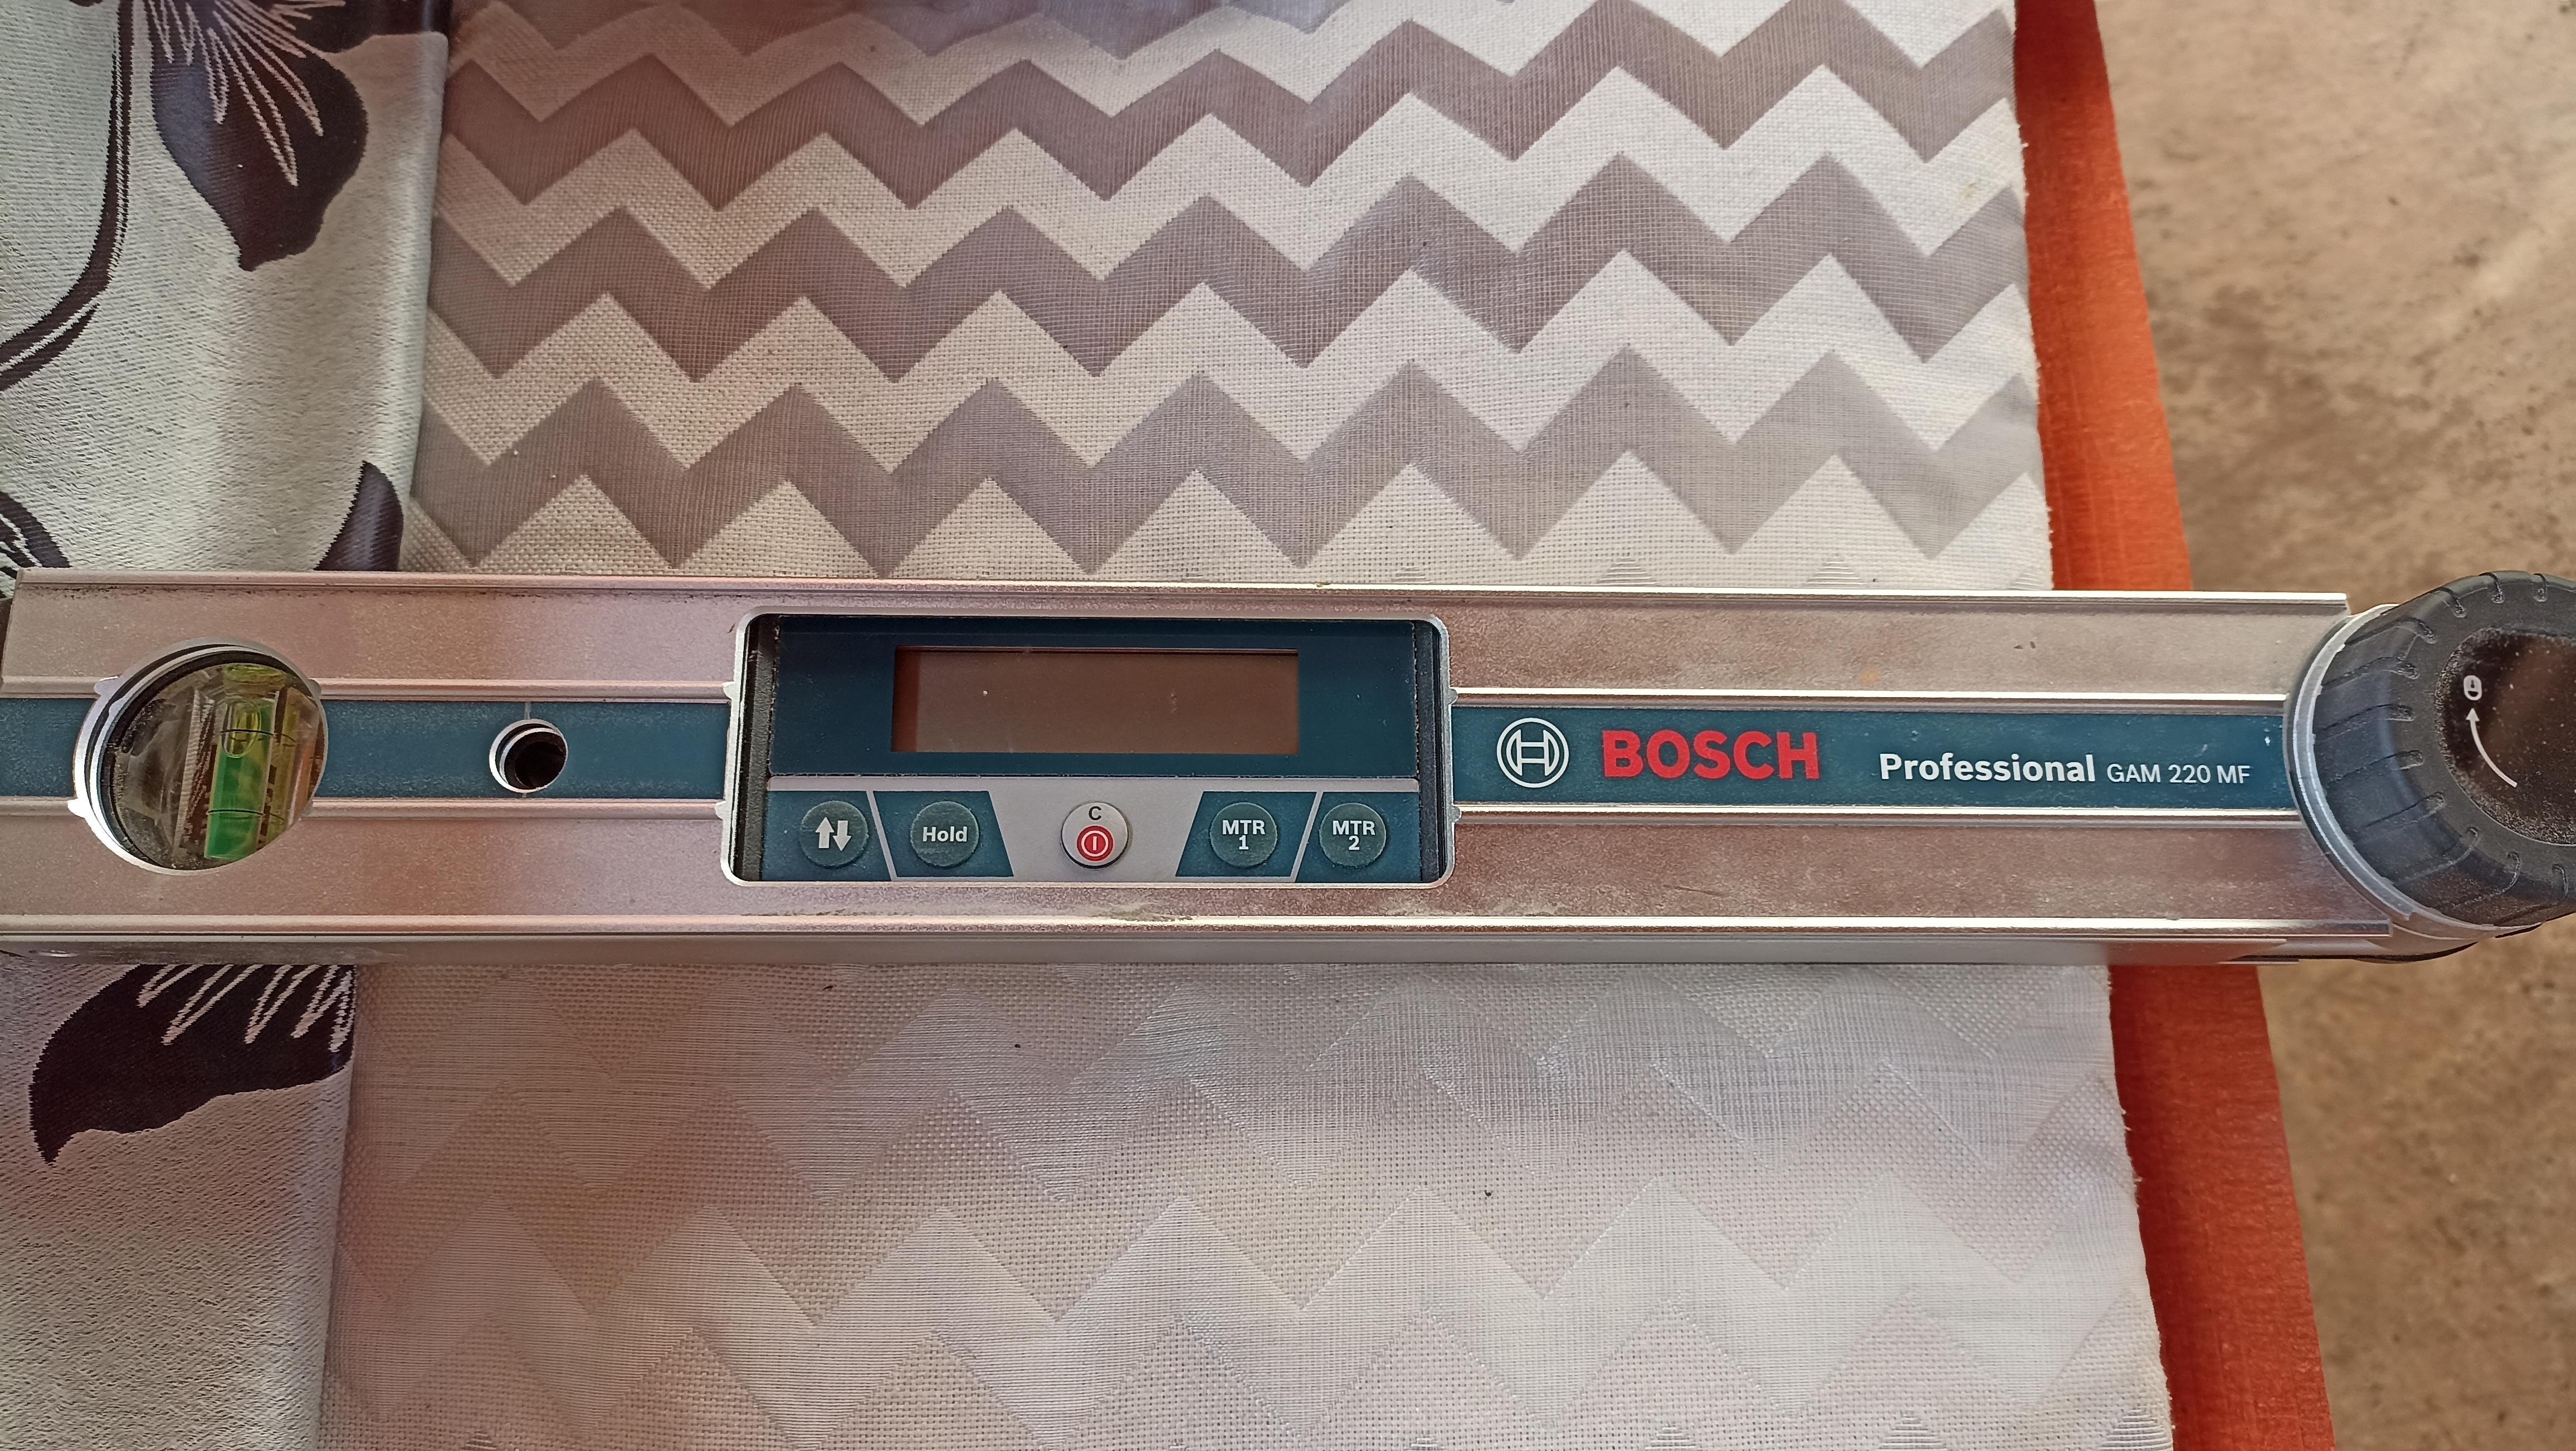 BOSCH Professional GAM 220 MF
Hold
C
MTR
1
MTR
2